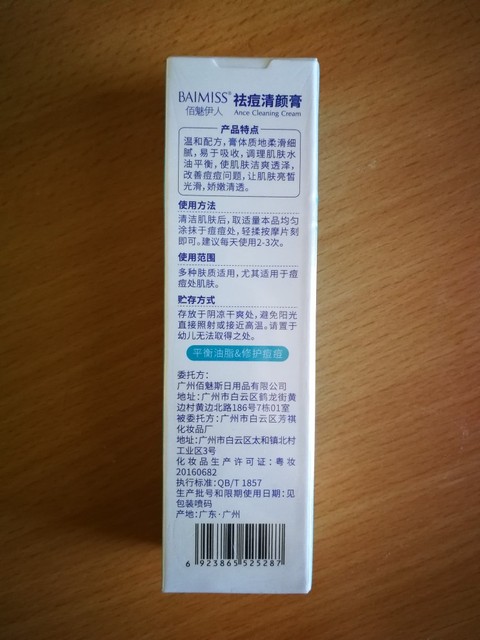 BAIMISS® 祛痘清颜膏
佰魅伊人 Ance Cleaning Cream
产品特点
温和配方，膏体质地柔滑细
腻，易于吸收，调理肌肤水
油平衡，使肌肤洁爽透泽，
改善痘痘问题，让肌肤亮皙
光滑，娇嫩清透。
使用方法
清洁肌肤后，取适量本品均匀
涂抹于痘痘处，轻揉按摩片刻
即可。建议每天使用2-3次。
使用范围
多种肤质适用，尤其适用于痘
痘处肌肤。
贮存方式
存放于阴凉干爽处，避免阳光
直接照射或接近高温。请置于
幼儿无法取得之处。
平衡油脂&修护痘痘
委托方：
广州佰魅斯日用品有限公司
地址：广州市白云区鹤龙街黄
边村黄边北路186号7栋01室
被委托方：广州市白云区芳祺
化妆品厂
地址：广州市白云区太和镇北村
工业区3号
化妆品生产许可证：粤妆
20160682
执行标准：QB/T 1857
生产批号和限期使用日期：见
包装喷码
产地：广东·广州
6 923865 525287